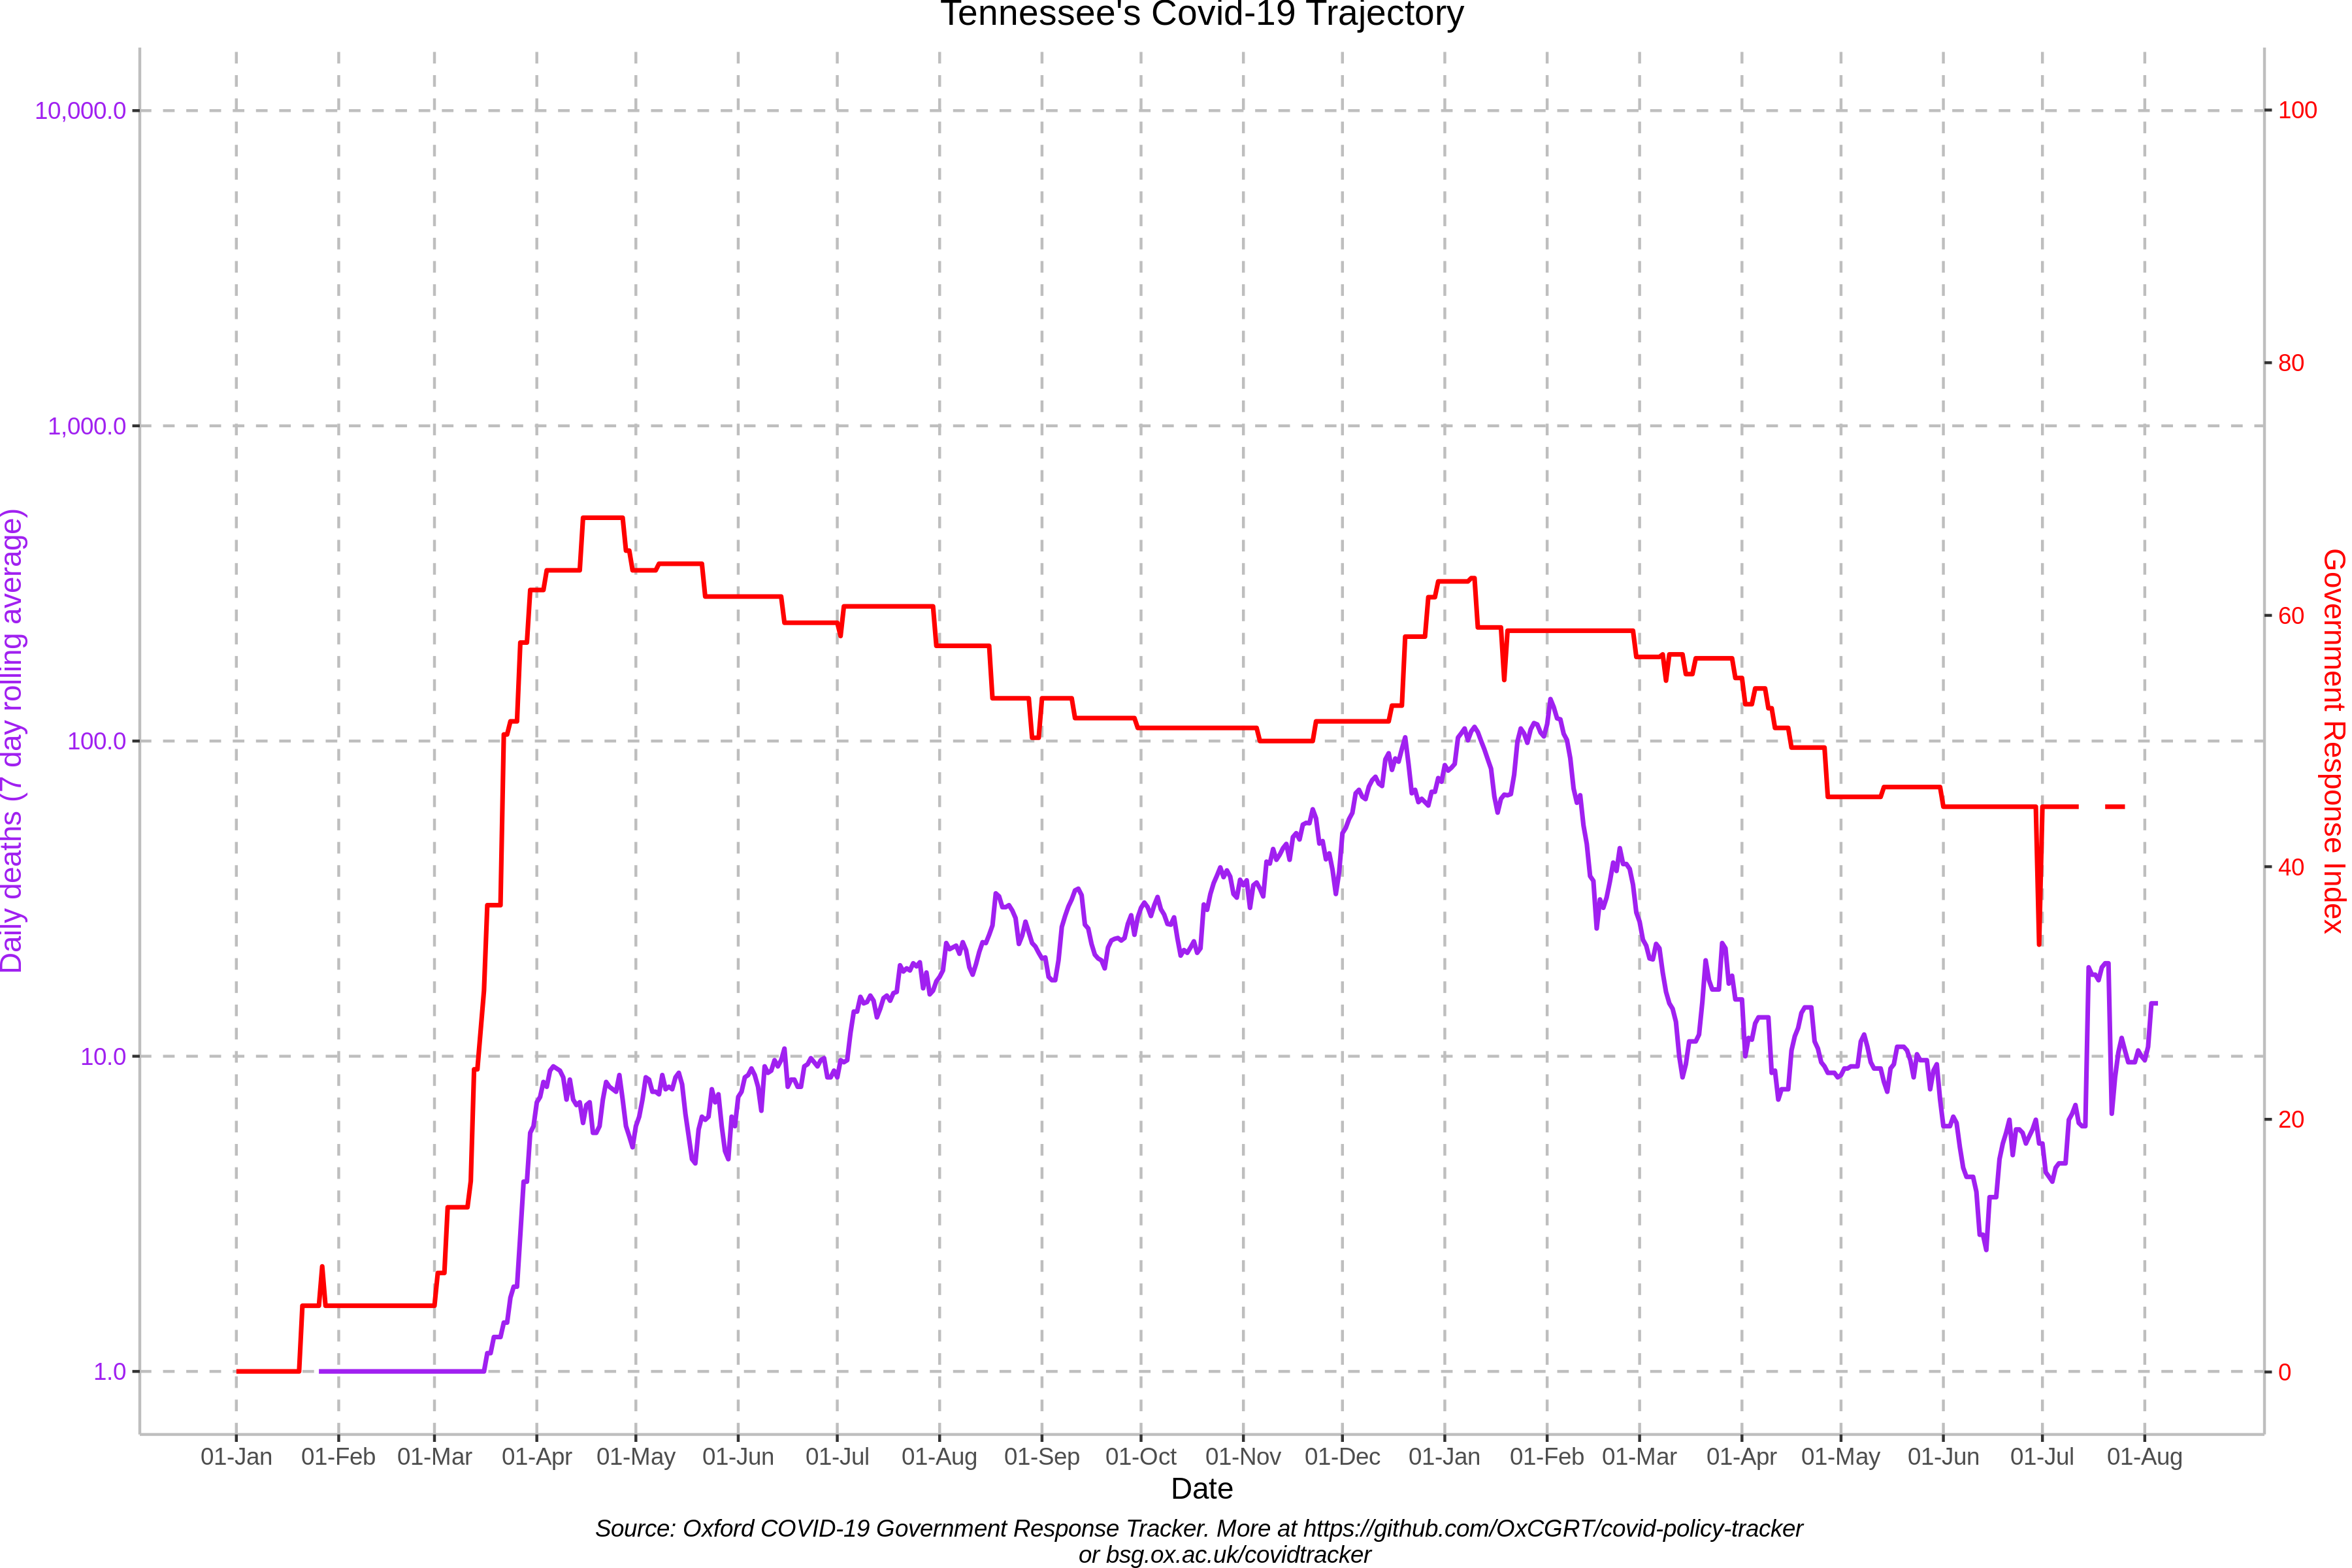 Tennessee's Covid-19 Trajectory
10,000.0
1,000.0
100.0
10.0
1.0
Daily deaths (7 day rolling average)
100
80
60
40
20
0
Government Response Index
01-Jan 01-Feb 01-Mar 01-Apr 01-May 01-Jun 01-Jul 01-Aug 01-Sep 01-Oct 01-Nov 01-Dec 01-Jan 01-Feb 01-Mar 01-Apr 01-May 01-Jun 01-Jul 01-Aug
Date
Source: Oxford COVID-19 Government Response Tracker. More at https://github.com/OxCGRT/covid-policy-tracker
or bsg.ox.ac.uk/covidtracker